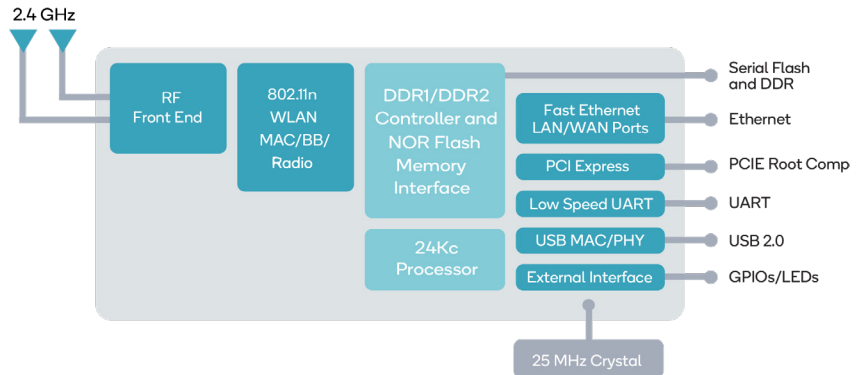 2.4 GHz
RF
Front End
802.11n
WLAN
MAC/BB/
Radio
DDR1/DDR2
Controller and
NOR Flash
Memory
Interface
24Kc
Processor
Fast Ethernet
LAN/WAN Ports
PCI Express
Low Speed UART
USB MAC/PHY
External Interface
Serial Flash
and DDR
Ethernet
PCIE Root Comp
UART
USB 2.0
GPIOs/LEDs
25 MHz Crystal